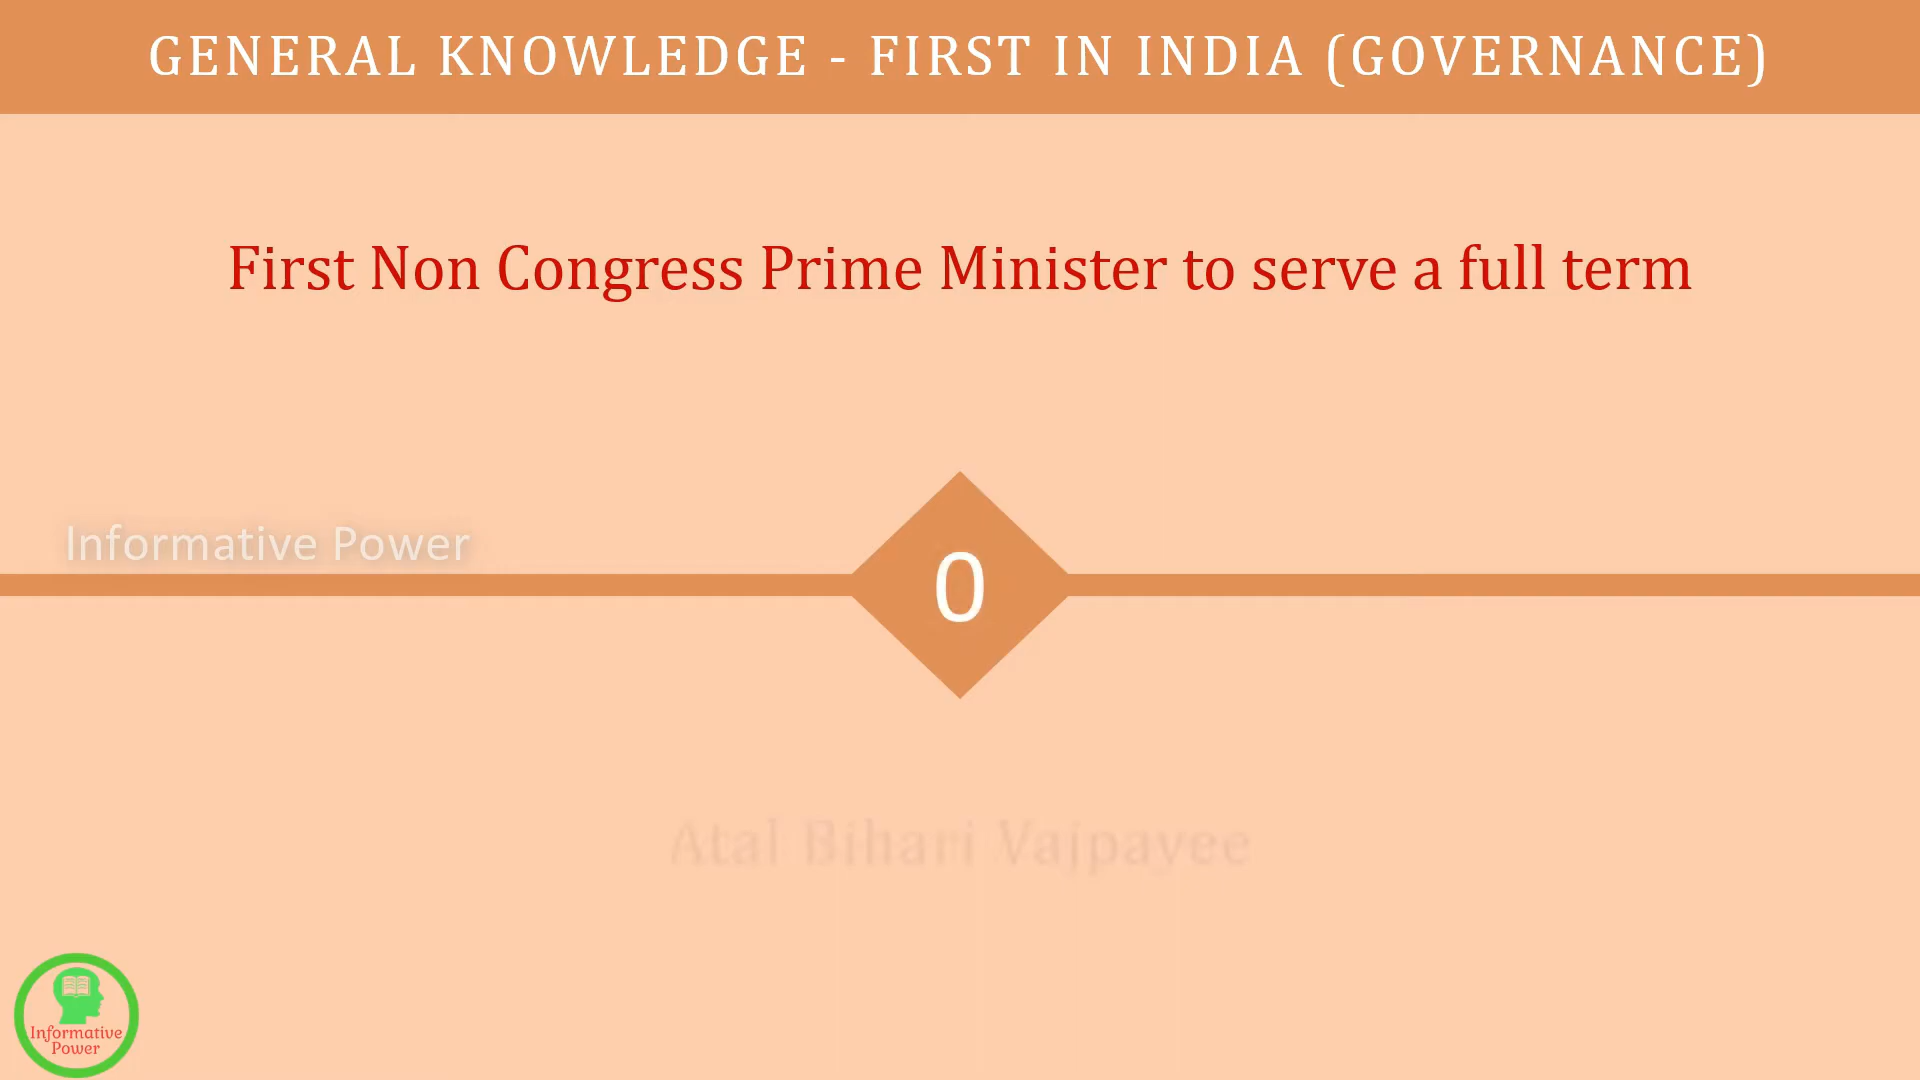 GENERAL KNOWLEDGE - FIRST IN INDIA (GOVERNANCE)
First Non Congress Prime Minister to serve a full term
Informative Power
0
Atal Bihari Vajpayee
Informative
Power